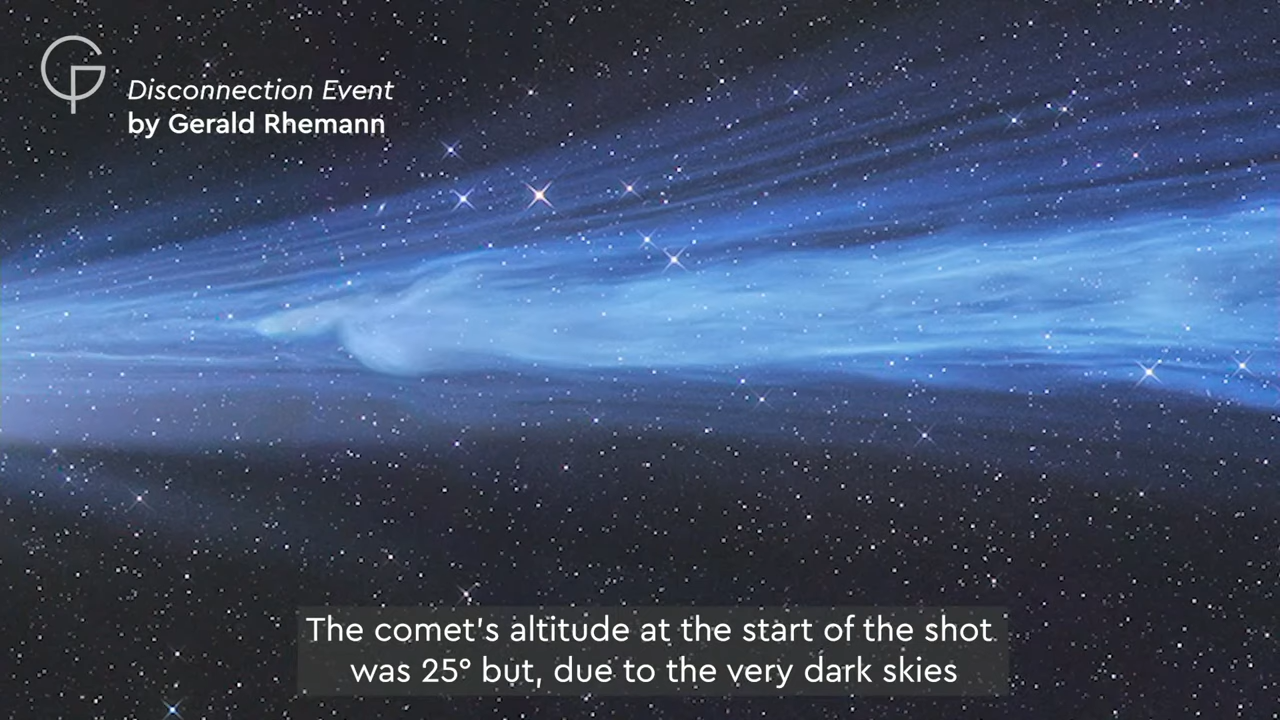 Disconnection Event
by Gerald Rhemann
The comet's altitude at the start of the shot
was 25° but, due to the very dark skies